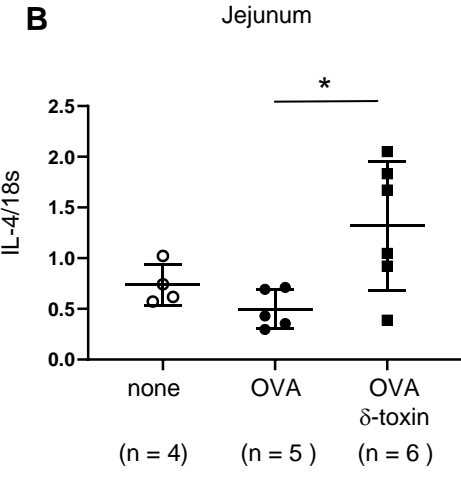 B
Jejunum
*
IL-4/18s
2.5
2.0
1.5
1.0
0.5
0.0
none
OVA
OVA
δ-toxin
(n = 4)
(n = 5 )
(n = 6 )